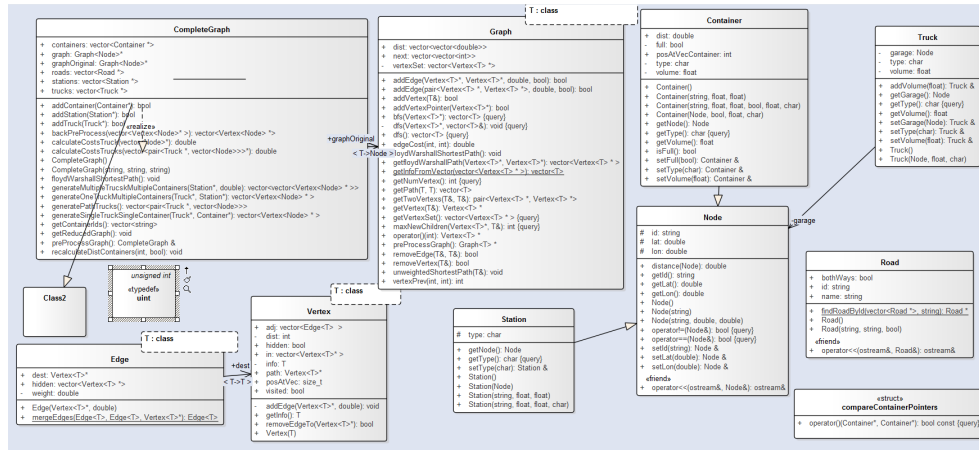 CompleteGraph
+ containers: vector<Container *>
+ graph: Graph<Node>*
+ graphOriginal: Graph<Node>*
+ roads: vector<Road *>
+ stations: vector<Station *>
+ trucks: vector<Truck *>
+ addContainer(Container*): bool
+ addStation(Station*): bool
+ addTruck(Truck*): bool
«realize»
+ backPreProcess(vector<Vertex<Node>* >): vector<Vertex<Node> *>
+ calculateCostsTruck(vector<Node>*): double
+ calculateCostsTrucks(vector<pair<Truck *, vector<Node>>>*): double
+ CompleteGraph()
+ CompleteGraph(string, string, string)
+ floydWarshallShortestPath(): void
+ generateMultipleTrucskMultipleContainers(Station*, double): vector<vector<Vertex<Node> * >>
+ generateOneTruckMultipleContainers(Truck*, Station*): vector<Vertex<Node> * >
+ generatePathTrucks(): vector<pair<Truck *, vector<Node>>>
+ generateSingleTruckSingleContainer(Truck*, Container*): vector<Vertex<Node> * >
+ getContainerIds(): vector<string>
+ getReducedGraph(): void
+ preProcessGraph(): CompleteGraph &
+ recalculateDistContainers(int, bool): void
+graphOriginal
< T->Node >
T : class
Graph
+ dist: vector<vector<double>>
+ next: vector<vector<int>>
- vertexSet: vector<Vertex<T> *>
+ addEdge(Vertex<T>*, Vertex<T>*, double, bool): bool
+ addEdge(pair<Vertex<T> *, Vertex<T> *>, double, bool): bool
+ addVertex(T&): bool
+ addVertexPointer(Vertex<T>*): bool
+ bfs(Vertex<T>*): vector<T> {query}
- dfs(Vertex<T>*, vector<T>&): void {query}
+ dfs(): vector<T> {query}
+ edgeCost(int, int): double
floydWarshallShortestPath(): void
getfloydWarshallPath(Vertex<T>*, Vertex<T>*): vector<Vertex<T> * >
+ getInfoFromVector(vector<Vertex<T> * >): vector<T>
+ getNumVertex(): int {query}
+ getPath(T, T): vector<T>
+ getTwoVertexs(T&, T&): pair<Vertex<T> *, Vertex<T> *>
+ getVertex(T&): Vertex<T> *
+ getVertexSet(): vector<Vertex<T> * > {query}
+ maxNewChildren(Vertex<T>*, T&): int {query}
+ operator()(int): Vertex<T> *
+ preProcessGraph(): Graph<T> *
+ removeEdge(T&, T&): bool
+ removeVertex(T&): bool
+ unweightedShortestPath(T&): void
+ vertexPrev(int, int): int
Container
+ dist: double
- full: bool
+ posAtVecContainer: int
- type: char
- volume: float
+ Container()
+ Container(string, float, float)
+ Container(string, float, float, bool, float, char)
+ Container(Node, bool, float, char)
+ getNode(): Node
+ getType(): char {query}
+ getVolume(): float
+ isFull(): bool
+ setFull(bool): Container &
+ setType(char): Container &
+ setVolume(float): Container &
Truck
- garage: Node
- type: char
- volume: float
+ addVolume(float): Truck &
+ getGarage(): Node
+ getType(): char {query}
+ getVolume(): float
+ setGarage(Node): Truck &
+ setType(char): Truck &
+ setVolume(float): Truck &
+ Truck()
+ Truck(Node, float, char)
-garage
Node
# id: string
# lat: double
# lon: double
+ distance(Node): double
+ getId(): string
+ getLat(): double
+ getLon(): double
+ Node()
+ Node(string)
+ Node(string, double, double)
+ operator!=(Node&): bool {query}
+ operator==(Node&): bool {query}
+ setId(string): Node &
+ setLat(double): Node &
+ setLon(double): Node &
«friend»
+ operator<<(ostream&, Node&): ostream&
Road
+ bothWays: bool
+ id: string
+ name: string
+ findRoadById(vector<Road *>, string): Road *
+ Road()
+ Road(string, string, bool)
«friend»
+ operator<<(ostream&, Road&): ostream&
«struct»
compareContainerPointers
+ operator()(Container*, Container*): bool const {query}
Station
# type: char
+ getNode(): Node
+ getType(): char {query}
+ setType(char): Station &
+ Station()
+ Station(Node)
+ Station(string, float, float)
+ Station(string, float, float, char)
Class2
unsigned int
«typedef»
uint
T : class
Vertex
+ adj: vector<Edge<T> >
- dist: int
+ hidden: bool
+ in: vector<Vertex<T>* >
- info: T
+ path: Vertex<T>*
+ posAtVec: size_t
+ visited: bool
- addEdge(Vertex<T>*, double): void
+ getInfo(): T
+ removeEdgeTo(Vertex<T>*): bool
+ Vertex(T)
+dest
< T->T >
T : class
Edge
+ dest: Vertex<T>*
+ hidden: vector<Vertex<T> *>
- weight: double
+ Edge(Vertex<T>*, double)
+ mergeEdges(Edge<T>, Edge<T>, Vertex<T>*): Edge<T>